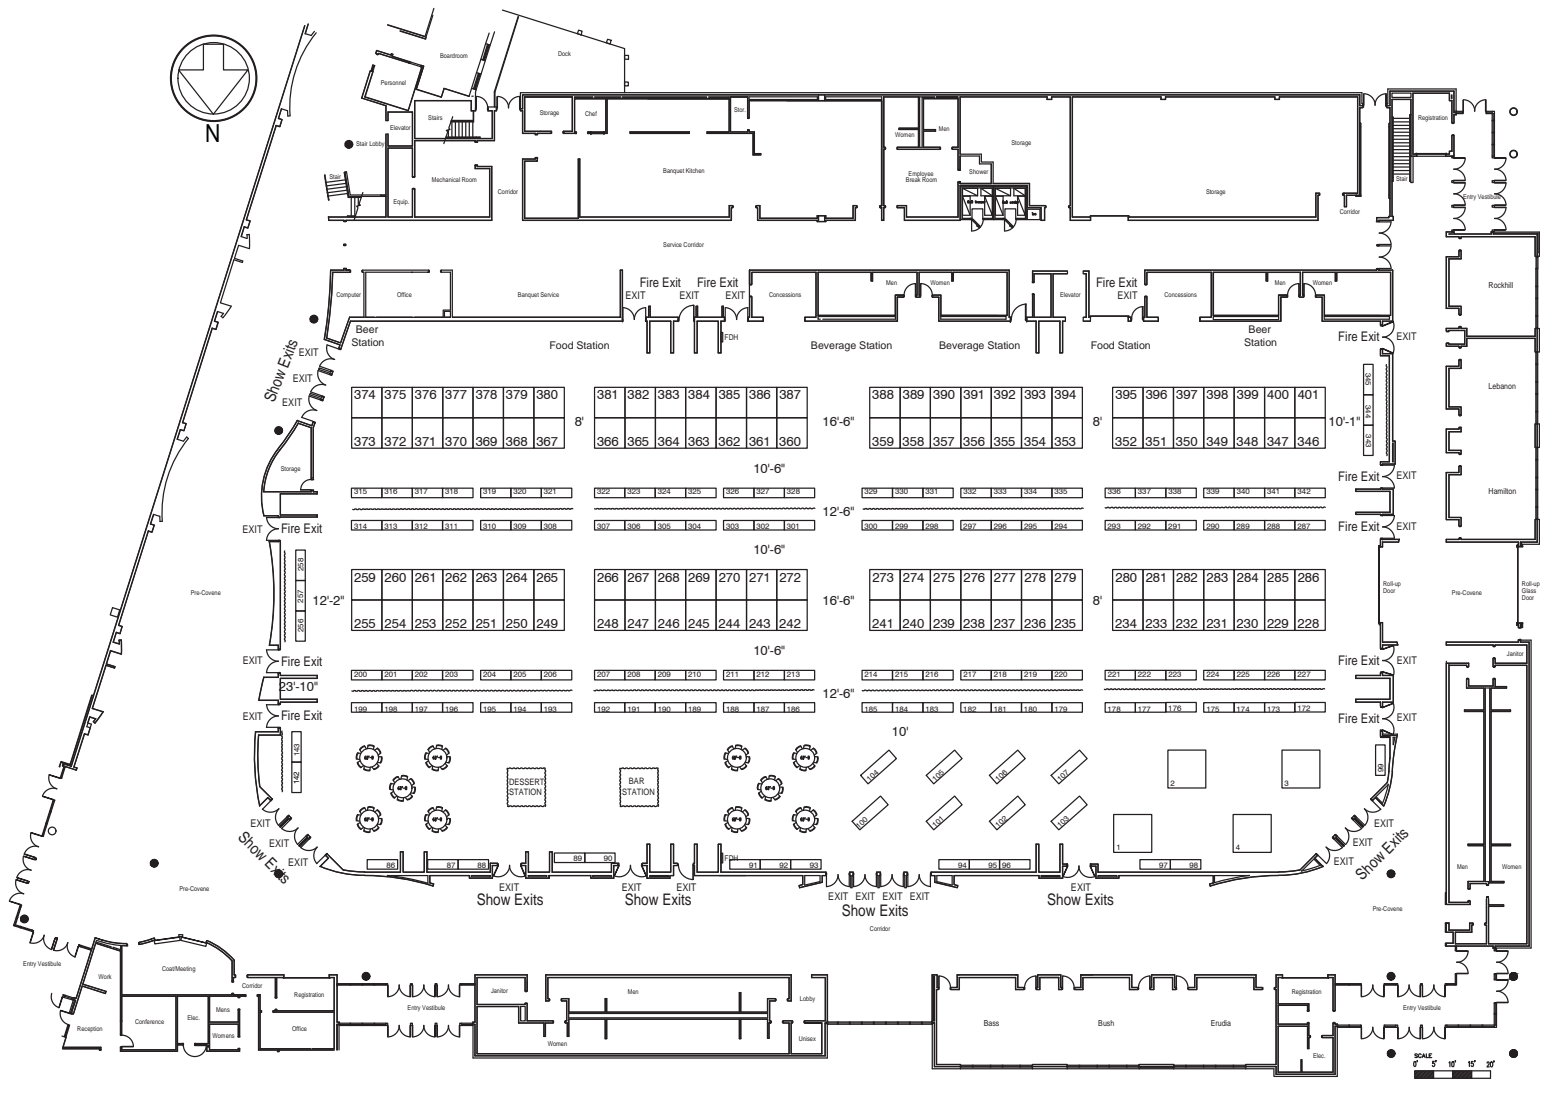 N
Boardroom
Dock
Personnel
Elevator
Stairs
Stair Lobby
Stair
Mechanical Room
Equip.
Corridor
Storage
Chef
Stor.
Banquet Kitchen
Women
Men
Employee
Break Room
Shower
Storage
Storage
Corridor
Stair
Registration
Entry Vestibule
Service Corridor
Computer
Office
Banquet Service
Fire Exit
Fire Exit
EXIT
EXIT
EXIT
Concessions
Men
Women
Elevator
Fire Exit
EXIT
Concessions
Men
Women
Rockhill
Lebanon
Hamilton
Beer
Station
Food Station
FDH
Beverage Station
Beverage Station
Food Station
Beer
Station
Fire Exit
EXIT
Show Exits
EXIT
EXIT
EXIT
Storage
374 375 376 377 378 379 380
381 382 383 384 385 386 387
388 389 390 391 392 393 394
395 396 397 398 399 400 401
8'
16'-6"
8'
10'-1"
345
344
343
373 372 371 370 369 368 367
366 365 364 363 362 361 360
359 358 357 356 355 354 353
352 351 350 349 348 347 346
10'-6"
Fire Exit
EXIT
315 316 317 318 319 320 321
322 323 324 325 326 327 328
329 330 331 332 333 334 335
336 337 338 339 340 341 342
12'-6"
EXIT
Fire Exit
314 313 312 311 310 309 308
307 306 305 304 303 302 301
300 299 298 297 296 295 294
293 292 291 290 289 288 287
Fire Exit
EXIT
10'-6"
258
257
256
12'-2"
259 260 261 262 263 264 265
266 267 268 269 270 271 272
273 274 275 276 277 278 279
280 281 282 283 284 285 286
16'-6"
8'
255 254 253 252 251 250 249
248 247 246 245 244 243 242
241 240 239 238 237 236 235
234 233 232 231 230 229 228
Pre-Covene
Roll-up
Door
Pre-Covene
Roll-up
Glass
Door
10'-6"
EXIT
Fire Exit
Fire Exit
EXIT
Janitor
200 201 202 203 204 205 206
207 208 209 210 211 212 213
214 215 216 217 218 219 220
221 222 223 224 225 226 227
23'-10"
12'-6"
199 198 197 196 195 194 193
192 191 190 189 188 187 186
185 184 183 182 181 180 179
178 177 176 175 174 173 172
EXIT
Fire Exit
Fire Exit
EXIT
10'
143
142
DESSERT
STATION
BAR
STATION
104
105
106
107
100
101
102
103
2
3
1
4
99
EXIT
EXIT
EXIT
Show Exits
EXIT
EXIT
EXIT
Show Exits
86 87 88 89 90
FDH
91 92 93 94 95 96 97 98
EXIT
Show Exits
EXIT
EXIT
Show Exits
EXIT
EXIT
EXIT
EXIT
Show Exits
EXIT
Show Exits
Corridor
Pre-Covene
Pre-Covene
Men
Women
Entry Vestibule
Work
Coat/Meeting
Corridor
Registration
Reception
Conference
Elec.
Mens
Womens
Office
Entry Vestibule
Janitor
Men
Women
Lobby
Unisex
Bass
Bush
Erudia
Registration
Elec.
Entry Vestibule
SCALE
0' 5' 10' 15' 20'